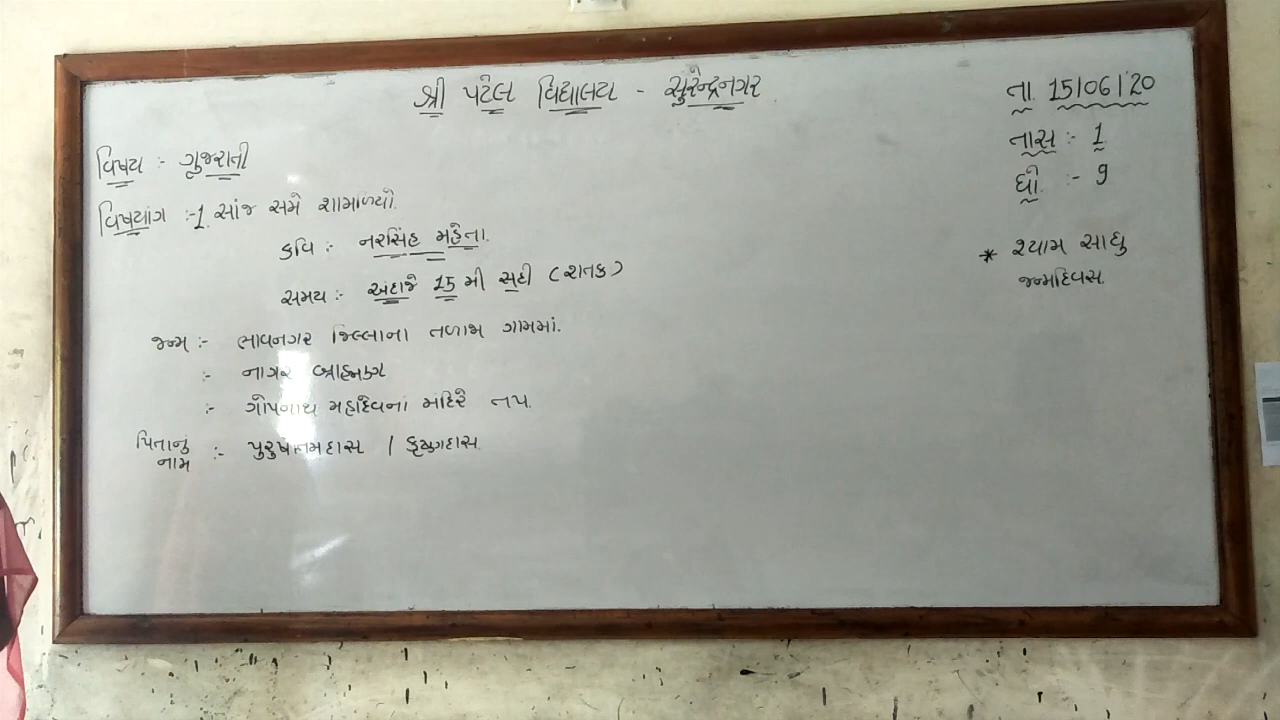 શ્રી પટેલ વિદ્યાલય - સુરેન્દ્રનગર
તા. 15/06/'20
તાસ :- 1
ધો. :- 9
* શ્યામ સાધુ
જન્મદિવસ.
વિષય :- ગુજરાતી
વિષયાંગ :- 1. સાંજ સમે શામળિયો.
કવિ :- નરસિંહ મહેતા.
સમય :- અંદાજે 15 મી સદી (શતક)
જન્મ :- ભાવનગર જિલ્લાના તળાજા ગામમાં.
:- નાગર બ્રાહ્મણ
:- ગોપનાથ મહાદેવનાં મંદિરે તપ.
પિતાનું નામ :- પુરુષોતમદાસ / કૃષ્ણદાસ.